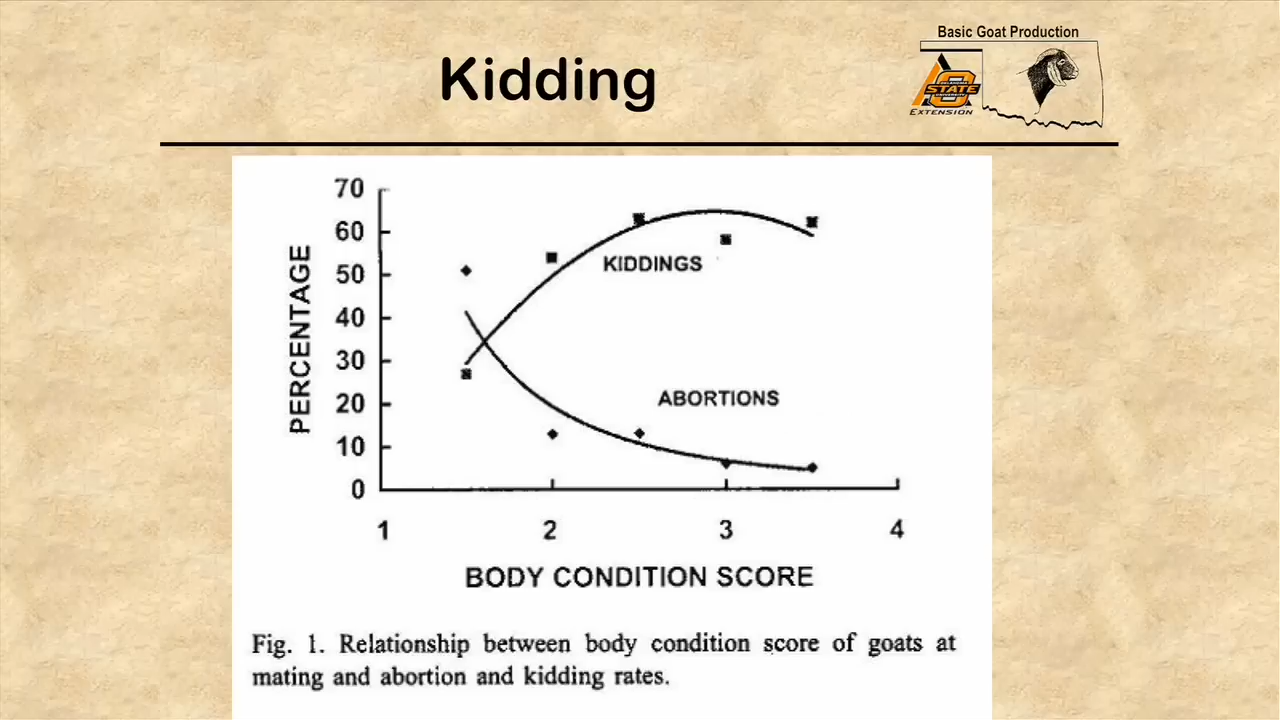 Basic Goat Production
Kidding
OKLAHOMA
STATE
UNIVERSITY
EXTENSION
70
60
50
40
30
20
10
0
PERCENTAGE
KIDDINGS
ABORTIONS
1 2 3 4
BODY CONDITION SCORE
Fig. 1. Relationship between body condition score of goats at
mating and abortion and kidding rates.